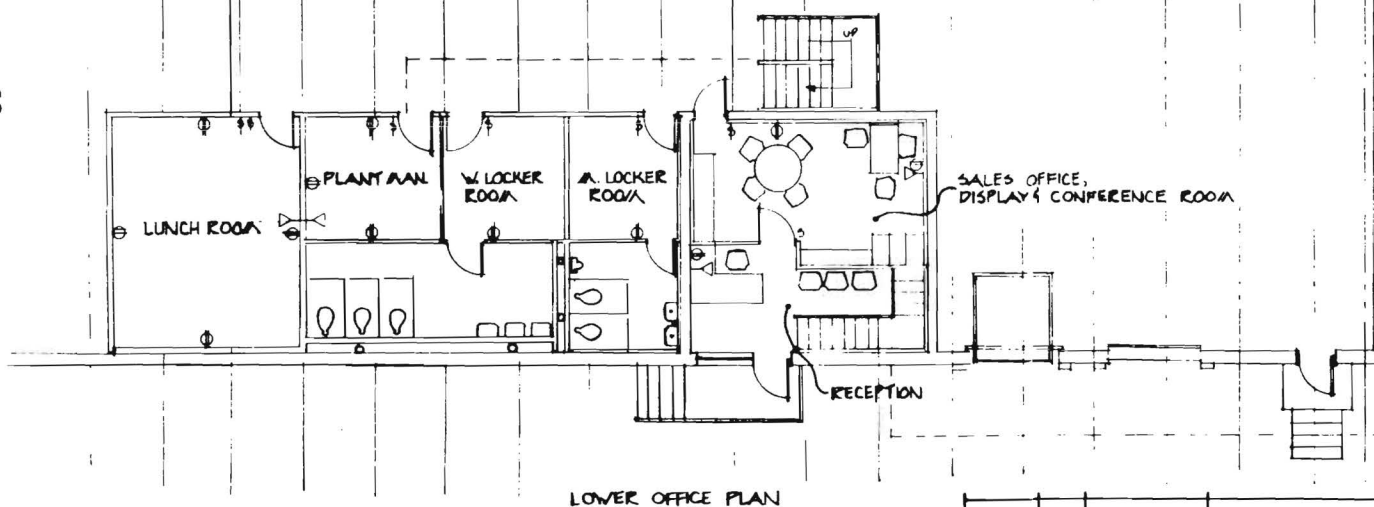 UP
SALES OFFICE,
DISPLAY & CONFERENCE ROOM
PLANT MAN.
W. LOCKER
ROOM
M. LOCKER
ROOM
LUNCH ROOM
RECEPTION
LOWER OFFICE PLAN